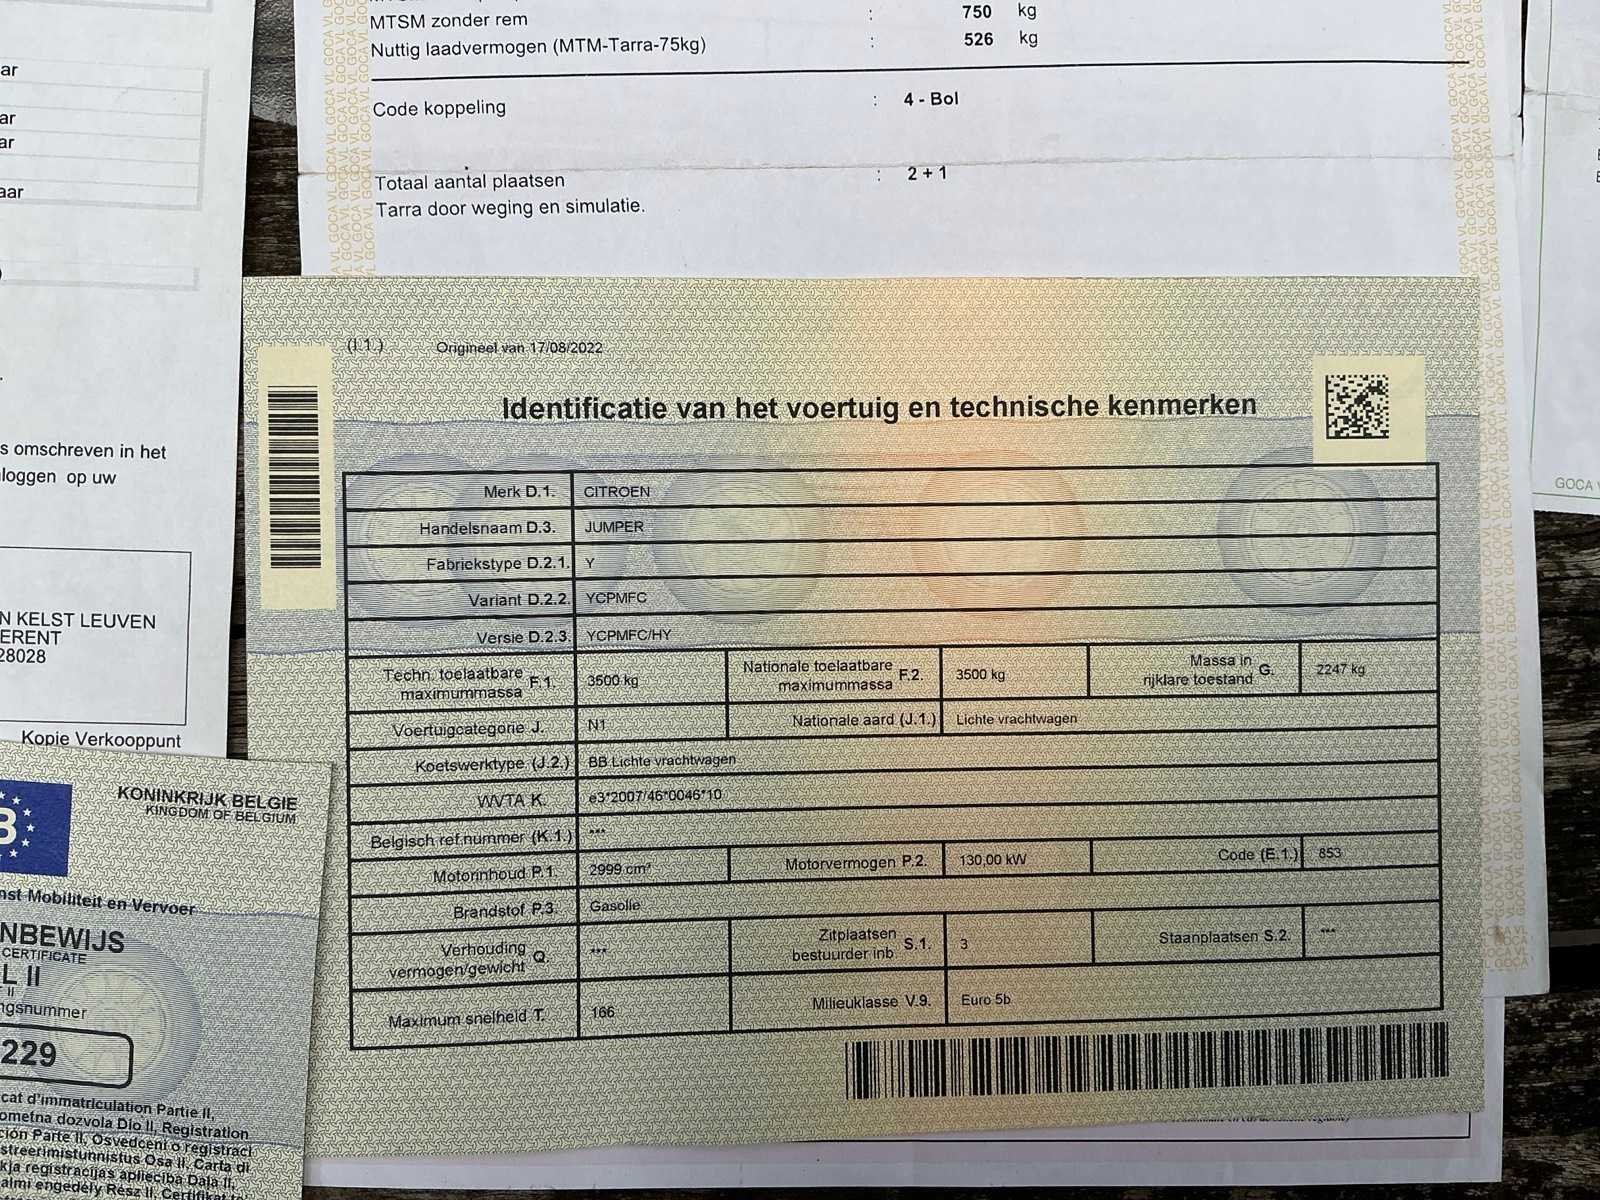 MTSM zonder rem : 750 kg
Nuttig laadvermogen (MTM-Tarra-75kg) : 526 kg
Code koppeling : 4 - Bol
Totaal aantal plaatsen : 2 + 1
Tarra door weging en simulatie.
ar
ar
ar
aar
s omschreven in het
loggen op uw
N KELST LEUVEN
ERENT
28028
Kopie Verkooppunt
(I.1.) Origineel van 17/08/2022
Identificatie van het voertuig en technische kenmerken
Merk D.1. CITROEN
Handelsnaam D.3. JUMPER
Fabriekstype D.2.1. Y
Variant D.2.2. YCPMFC
Versie D.2.3. YCPMFC/HY
Techn. toelaatbare maximummassa F.1. 3500 kg Nationale toelaatbare maximummassa F.2. 3500 kg Massa in rijklare toestand G. 2247 kg
Voertuigcategorie J. N1 Nationale aard (J.1.) Lichte vrachtwagen
Koetswerktype (J.2.) BB Lichte vrachtwagen
WVTA K. e3*2007/46*0046*10
Belgisch ref.nummer (K.1.) ***
Motorinhoud P.1. 2999 cm³ Motorvermogen P.2. 130,00 kW Code (E.1.) 853
Brandstof P.3. Gasolie
Verhouding vermogen/gewicht Q. *** Zitplaatsen bestuurder inb. S.1. 3 Staanplaatsen S.2. ***
Maximum snelheid T. 166 Milieuklasse V.9. Euro 5b
B
KONINKRIJK BELGIE
KINGDOM OF BELGIUM
nst Mobiliteit en Vervoer
NBEWIJS
CERTIFICATE
L II
II
ngsnummer
229
cat d'immatriculation Partie II,
ometna dozvola Dio II, Registration
ción Parte II, Osvedceni o registraci
streerimistunnistus Osa II, Carta di
kja registracijas aplieciba Dala II,
almi engedély Rész II, Certifikat
GOCA VL